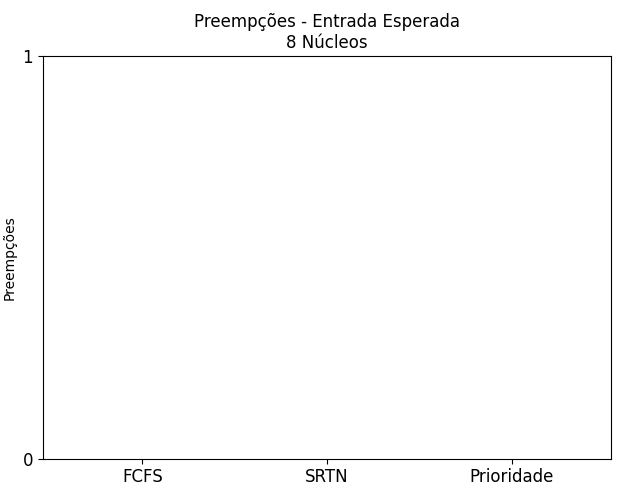 Preempções - Entrada Esperada
8 Núcleos
1
Preempções
0
FCFS SRTN Prioridade